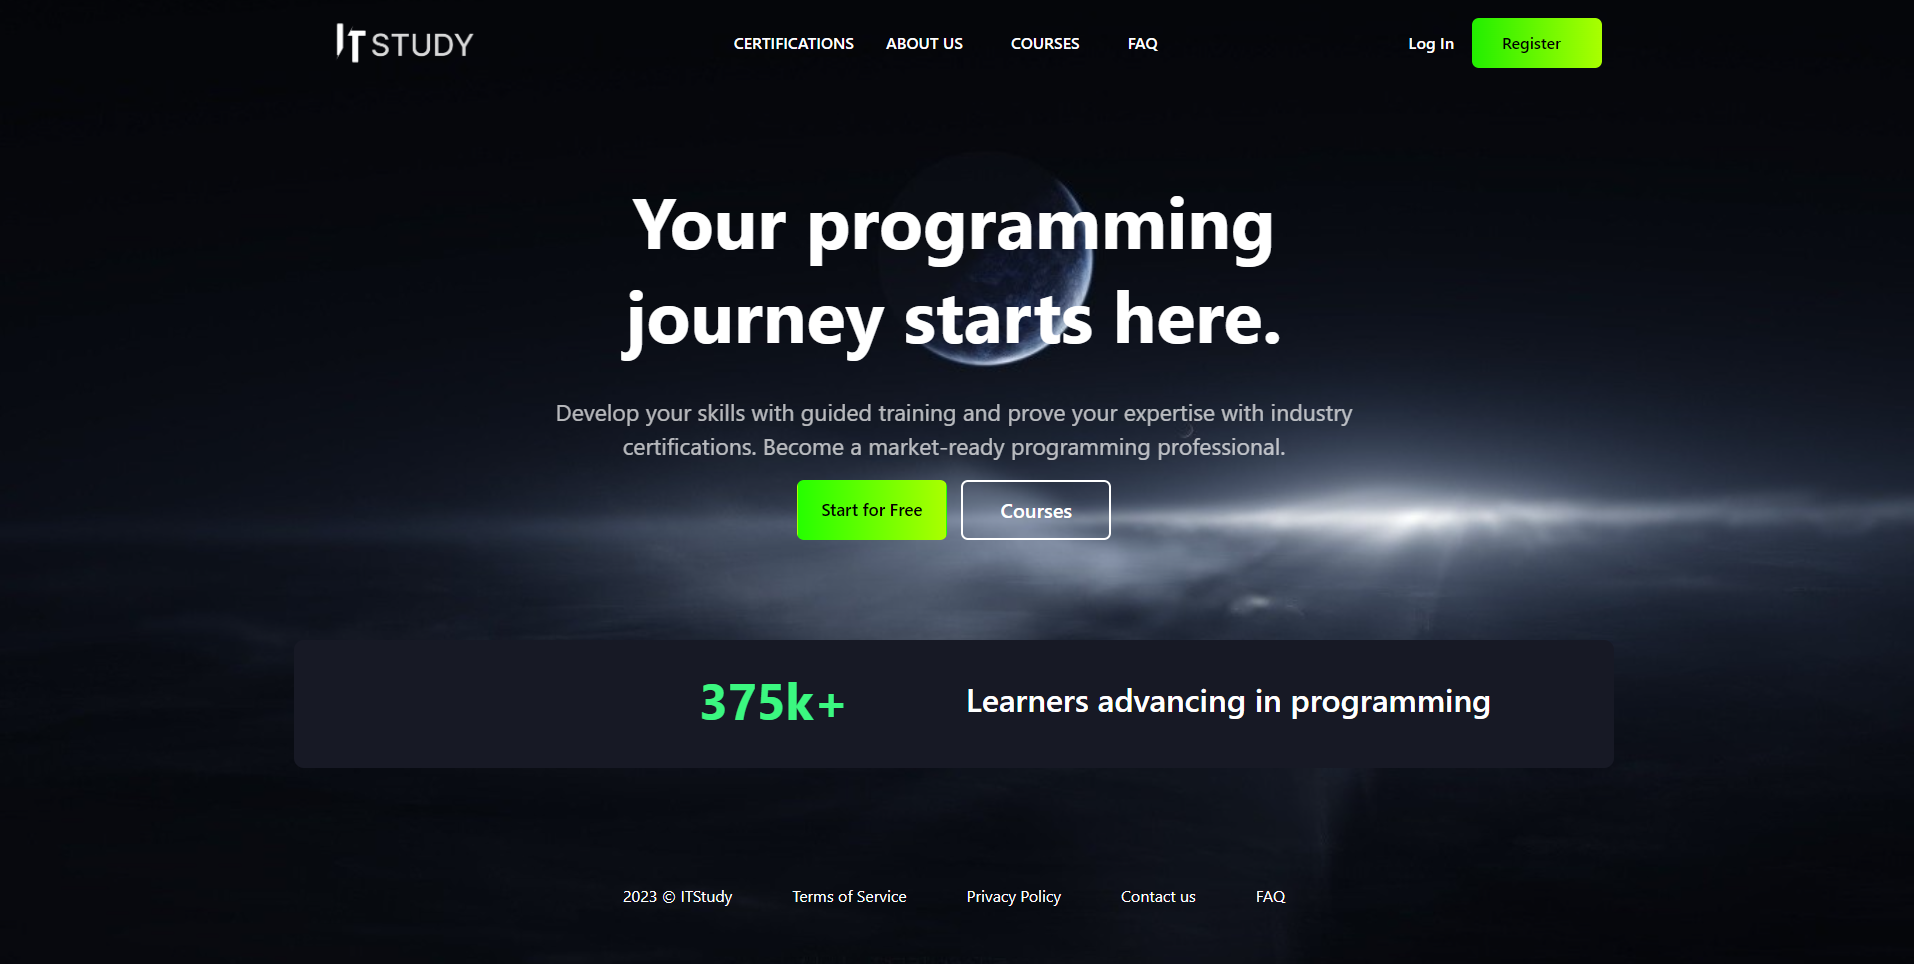 IT STUDY
CERTIFICATIONS ABOUT US COURSES FAQ
Log In Register
Your programming
journey starts here.
Develop your skills with guided training and prove your expertise with industry
certifications. Become a market-ready programming professional.
Start for Free Courses
375k+ Learners advancing in programming
2023 © ITStudy Terms of Service Privacy Policy Contact us FAQ